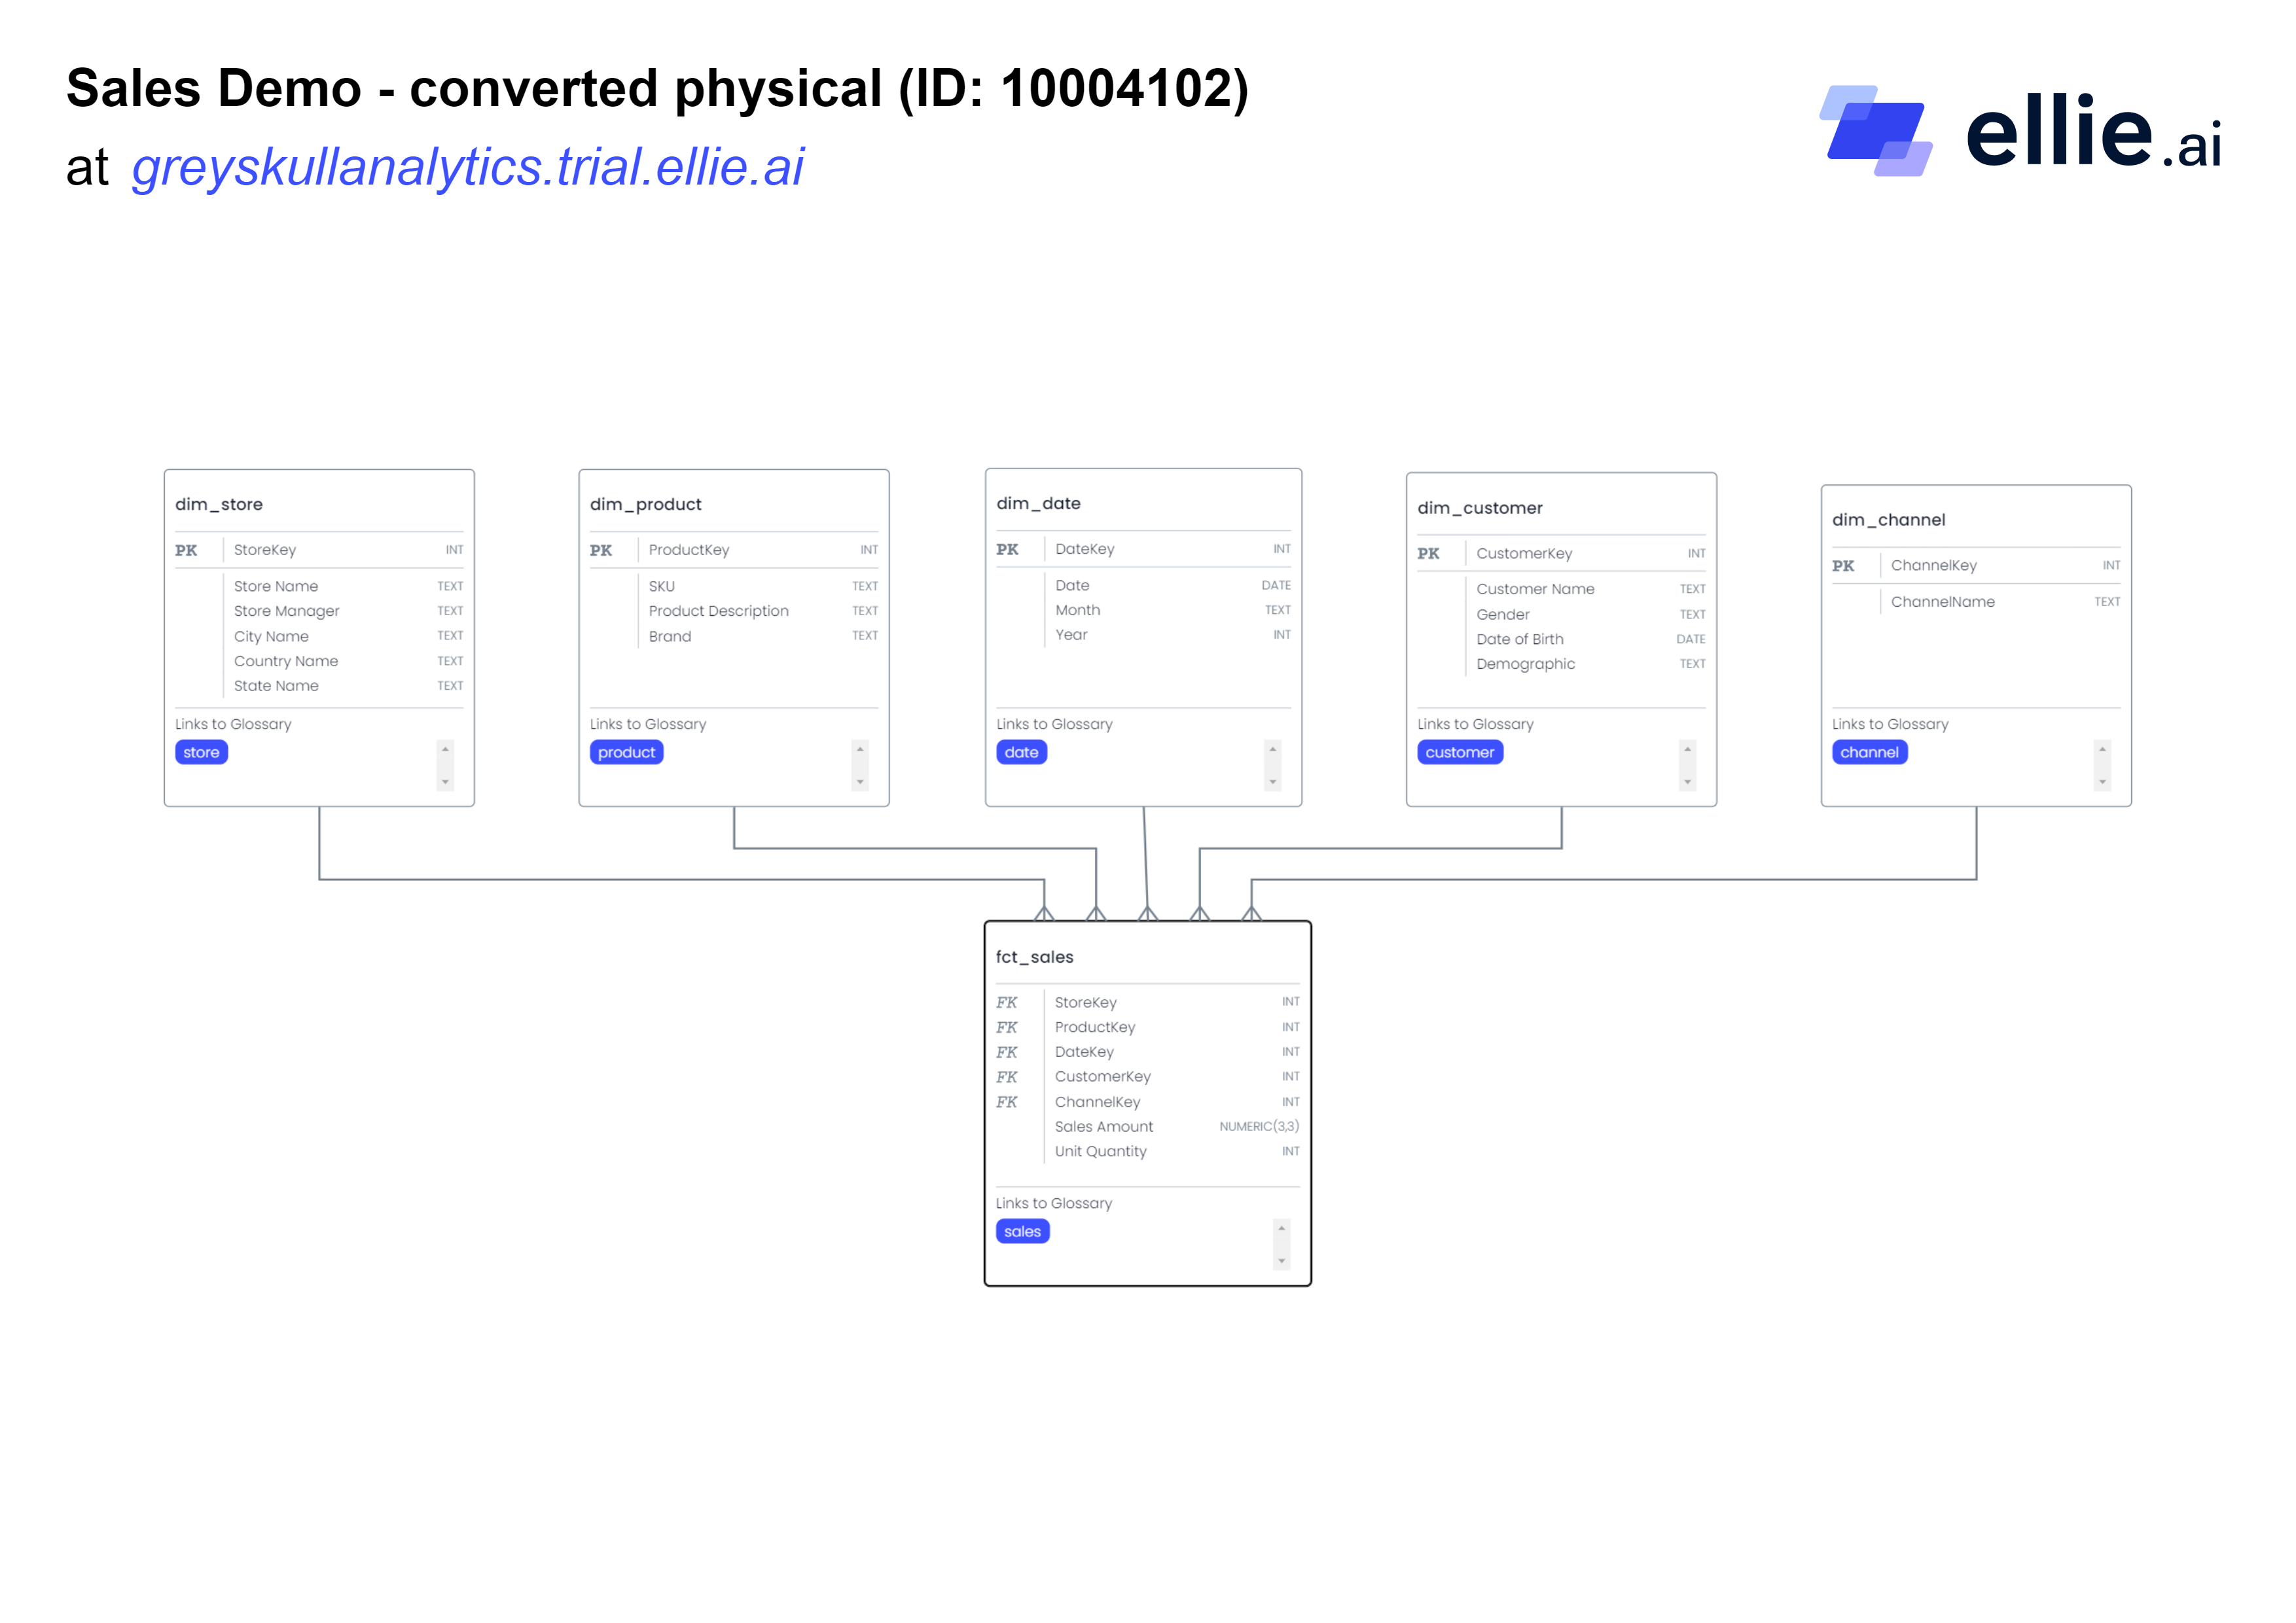 Sales Demo - converted physical (ID: 10004102)
at greyskullanalytics.trial.ellie.ai
ellie.ai
dim_store
PK StoreKey INT
Store Name TEXT
Store Manager TEXT
City Name TEXT
Country Name TEXT
State Name TEXT
Links to Glossary
store
dim_product
PK ProductKey INT
SKU TEXT
Product Description TEXT
Brand TEXT
Links to Glossary
product
dim_date
PK DateKey INT
Date DATE
Month TEXT
Year INT
Links to Glossary
date
dim_customer
PK CustomerKey INT
Customer Name TEXT
Gender TEXT
Date of Birth DATE
Demographic TEXT
Links to Glossary
customer
dim_channel
PK ChannelKey INT
ChannelName TEXT
Links to Glossary
channel
fct_sales
FK StoreKey INT
FK ProductKey INT
FK DateKey INT
FK CustomerKey INT
FK ChannelKey INT
Sales Amount NUMERIC(3,3)
Unit Quantity INT
Links to Glossary
sales